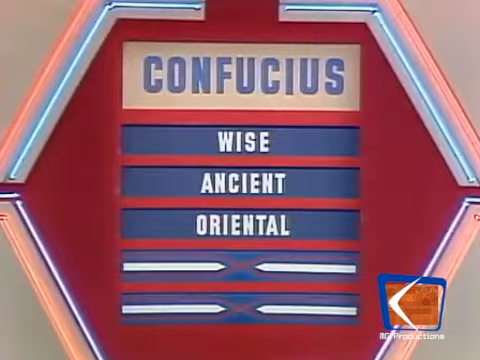 CONFUCIUS
WISE
ANCIENT
ORIENTAL
MG Productions